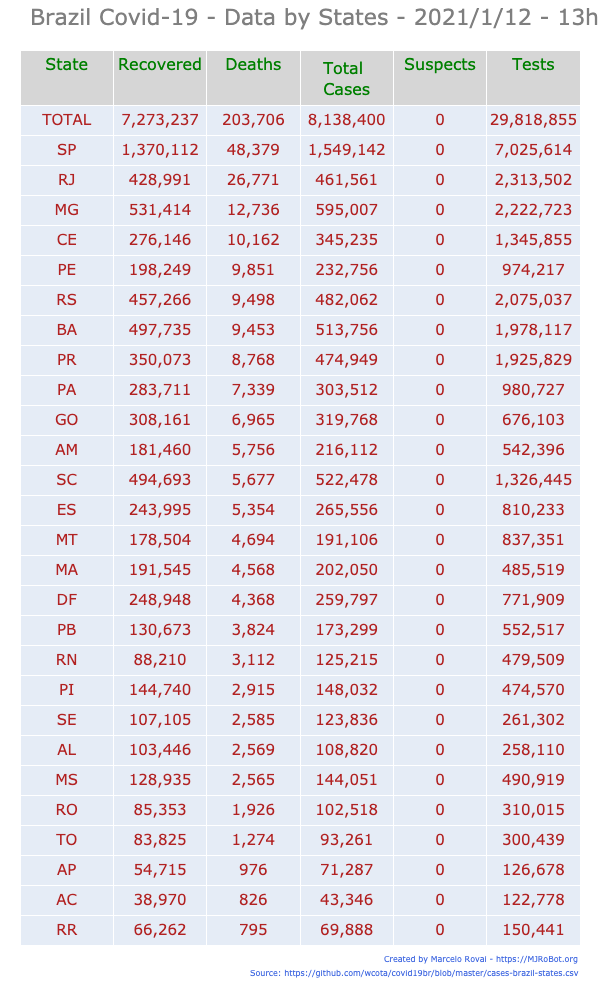 Brazil Covid-19 - Data by States - 2021/1/12 - 13h
State Recovered Deaths Total Cases Suspects Tests
TOTAL 7,273,237 203,706 8,138,400 0 29,818,855
SP 1,370,112 48,379 1,549,142 0 7,025,614
RJ 428,991 26,771 461,561 0 2,313,502
MG 531,414 12,736 595,007 0 2,222,723
CE 276,146 10,162 345,235 0 1,345,855
PE 198,249 9,851 232,756 0 974,217
RS 457,266 9,498 482,062 0 2,075,037
BA 497,735 9,453 513,756 0 1,978,117
PR 350,073 8,768 474,949 0 1,925,829
PA 283,711 7,339 303,512 0 980,727
GO 308,161 6,965 319,768 0 676,103
AM 181,460 5,756 216,112 0 542,396
SC 494,693 5,677 522,478 0 1,326,445
ES 243,995 5,354 265,556 0 810,233
MT 178,504 4,694 191,106 0 837,351
MA 191,545 4,568 202,050 0 485,519
DF 248,948 4,368 259,797 0 771,909
PB 130,673 3,824 173,299 0 552,517
RN 88,210 3,112 125,215 0 479,509
PI 144,740 2,915 148,032 0 474,570
SE 107,105 2,585 123,836 0 261,302
AL 103,446 2,569 108,820 0 258,110
MS 128,935 2,565 144,051 0 490,919
RO 85,353 1,926 102,518 0 310,015
TO 83,825 1,274 93,261 0 300,439
AP 54,715 976 71,287 0 126,678
AC 38,970 826 43,346 0 122,778
RR 66,262 795 69,888 0 150,441
Created by Marcelo Rovai - https://MJRoBot.org
Source: https://github.com/wcota/covid19br/blob/master/cases-brazil-states.csv